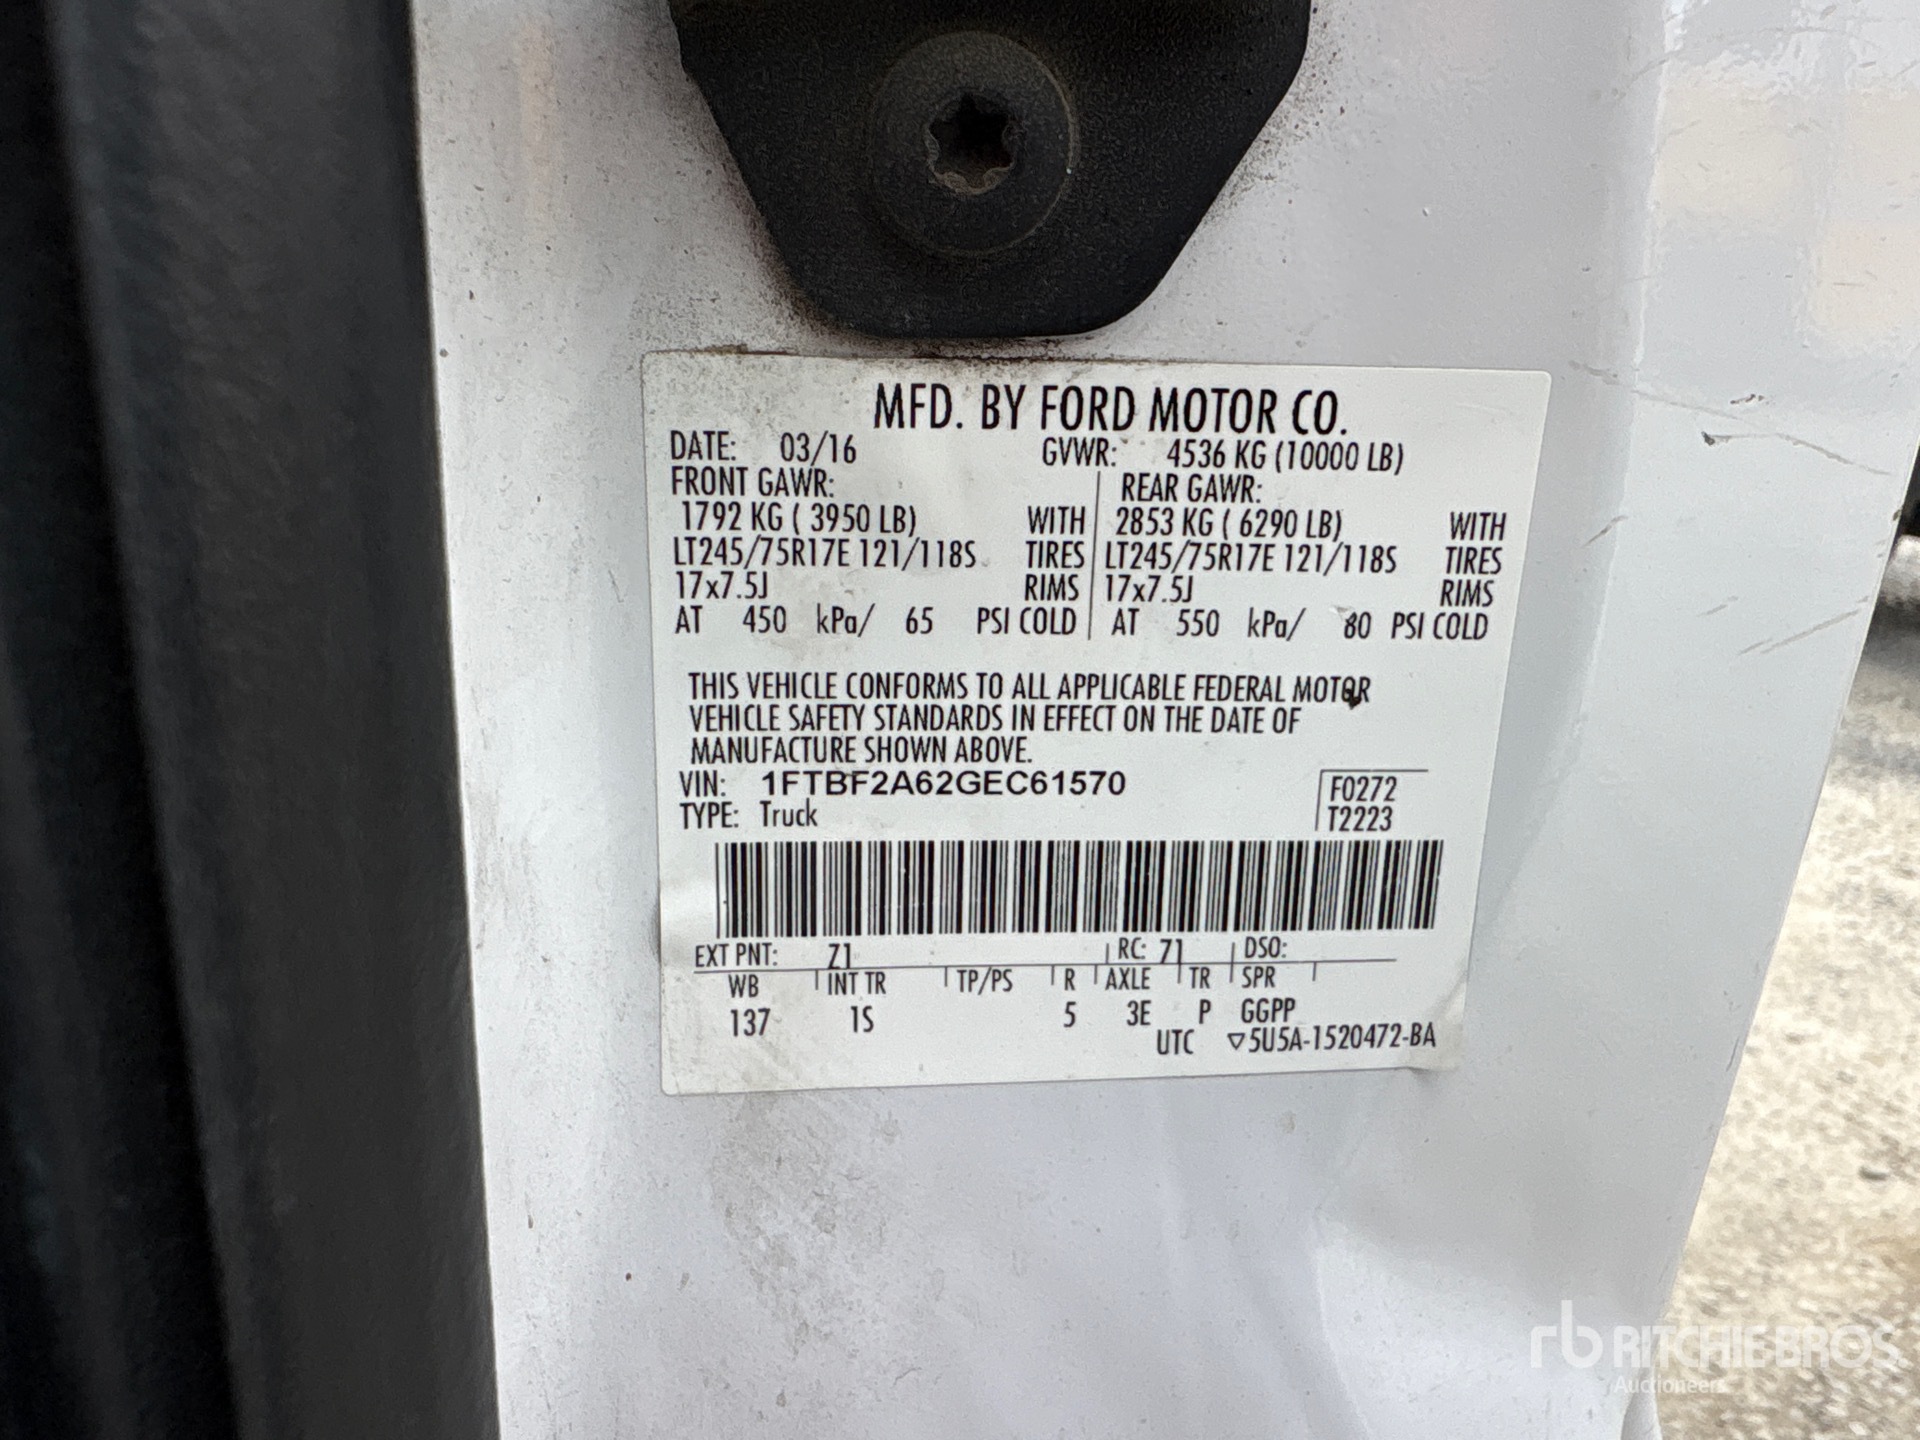 MFD. BY FORD MOTOR CO.
DATE: 03/16 GVWR: 4536 KG (10000 LB)
FRONT GAWR: REAR GAWR:
1792 KG ( 3950 LB) WITH 2853 KG ( 6290 LB) WITH
LT245/75R17E 121/118S TIRES LT245/75R17E 121/118S TIRES
17x7.5J RIMS 17x7.5J RIMS
AT 450 kPa/ 65 PSI COLD AT 550 kPa/ 80 PSI COLD
THIS VEHICLE CONFORMS TO ALL APPLICABLE FEDERAL MOTOR
VEHICLE SAFETY STANDARDS IN EFFECT ON THE DATE OF
MANUFACTURE SHOWN ABOVE.
VIN: 1FTBF2A62GEC61570 F0272
TYPE: Truck T2223
EXT PNT: Z1 RC: 71 DSO:
WB INT TR TP/PS R AXLE TR SPR
137 1S 5 3E P GGPP
UTC ▽5U5A-1520472-BA
rb RITCHIE BROS.
Auctioneers